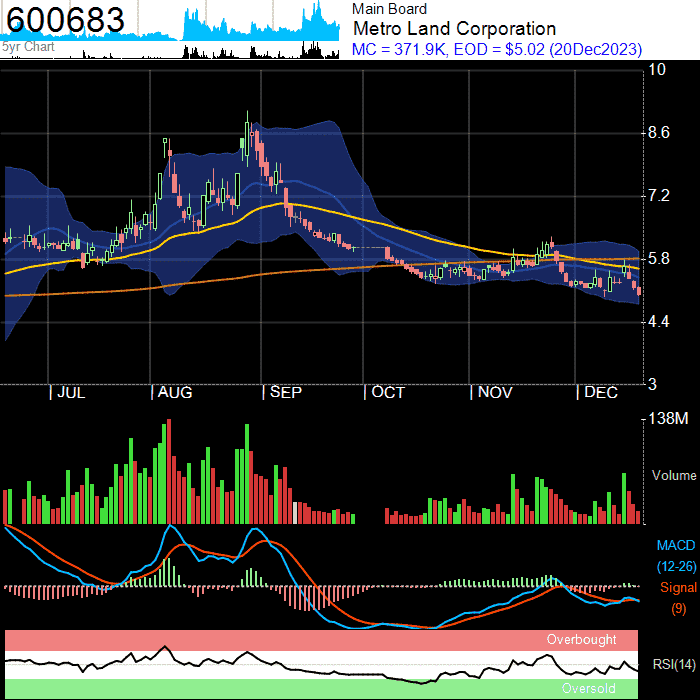 600683
5yr Chart
Main Board
Metro Land Corporation
MC = 371.9K, EOD = $5.02 (20Dec2023)
10
8.6
7.2
5.8
4.4
3
JUL
AUG
SEP
OCT
NOV
DEC
138M
Volume
MACD
(12-26)
Signal
(9)
Overbought
RSI(14)
Oversold